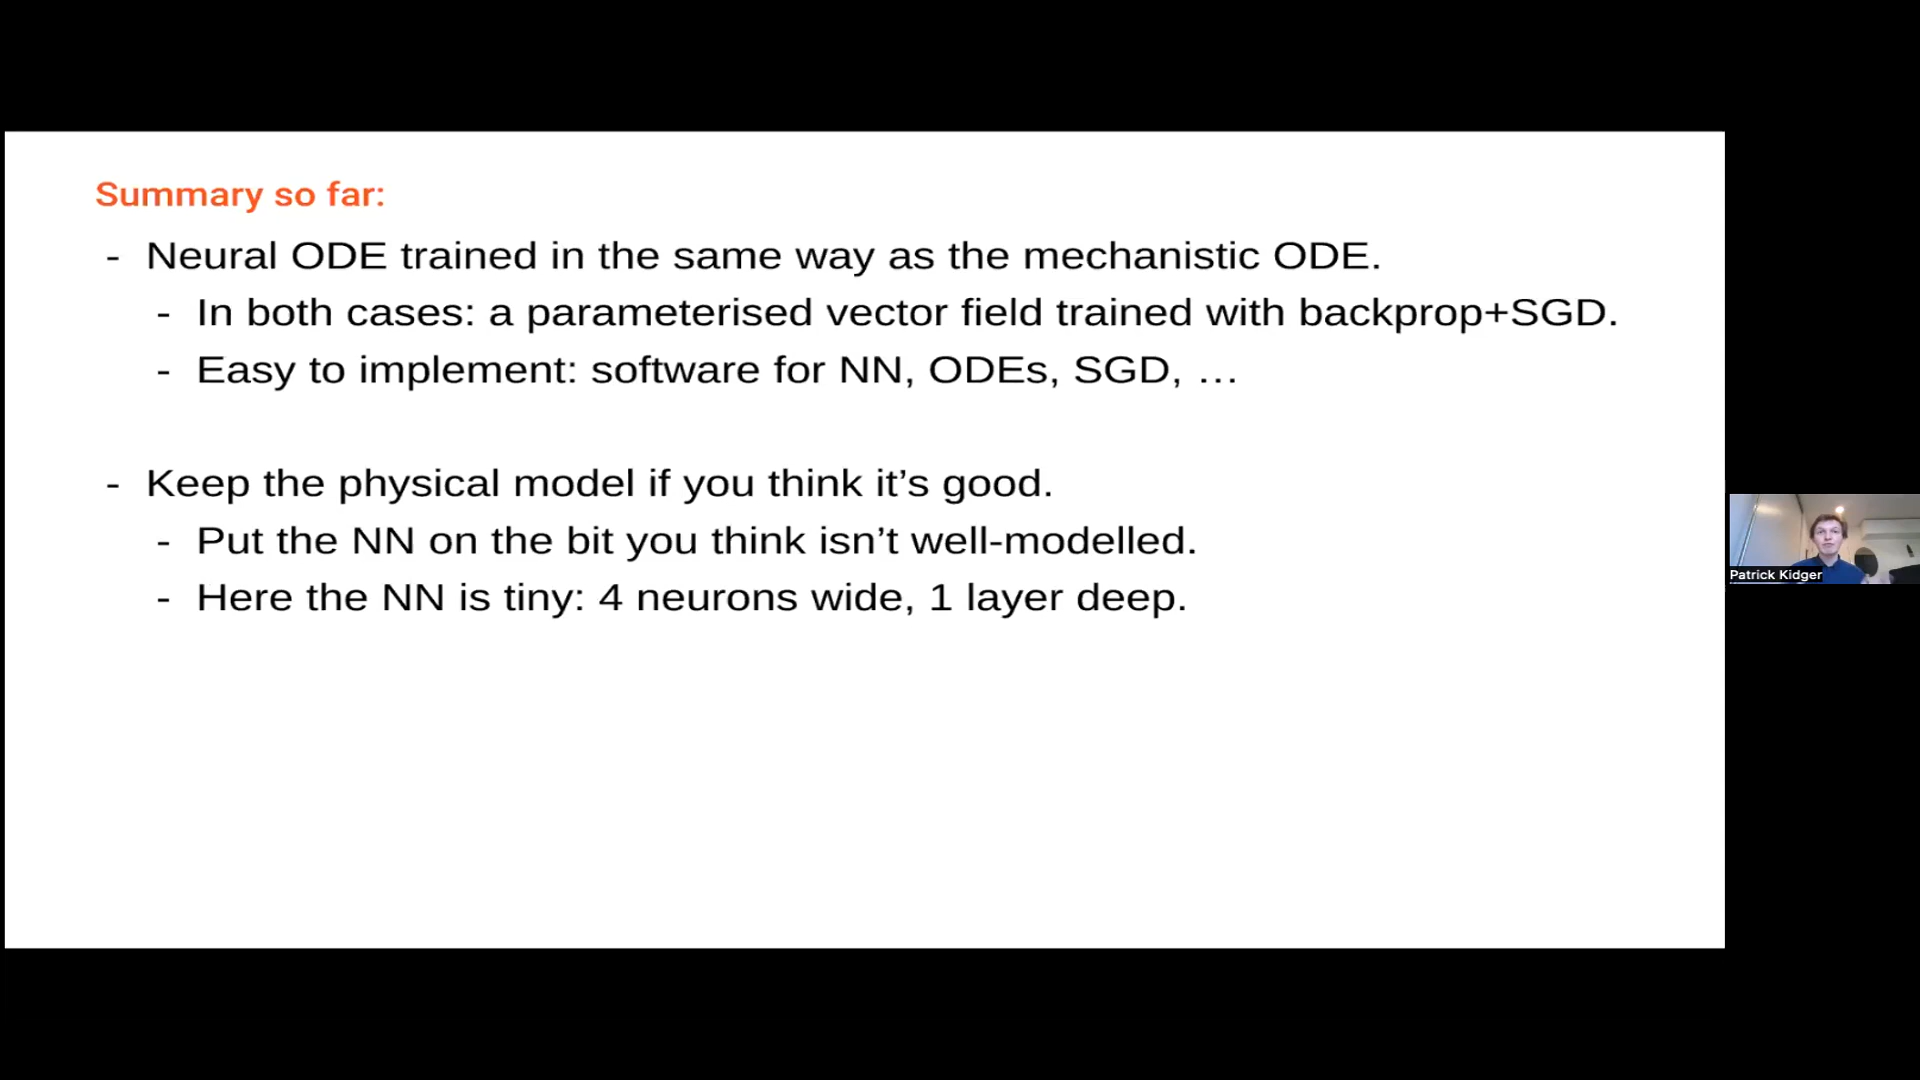 Summary so far:
- Neural ODE trained in the same way as the mechanistic ODE.
- In both cases: a parameterised vector field trained with backprop+SGD.
- Easy to implement: software for NN, ODEs, SGD, …
- Keep the physical model if you think it’s good.
- Put the NN on the bit you think isn’t well-modelled.
- Here the NN is tiny: 4 neurons wide, 1 layer deep.
Patrick Kidger